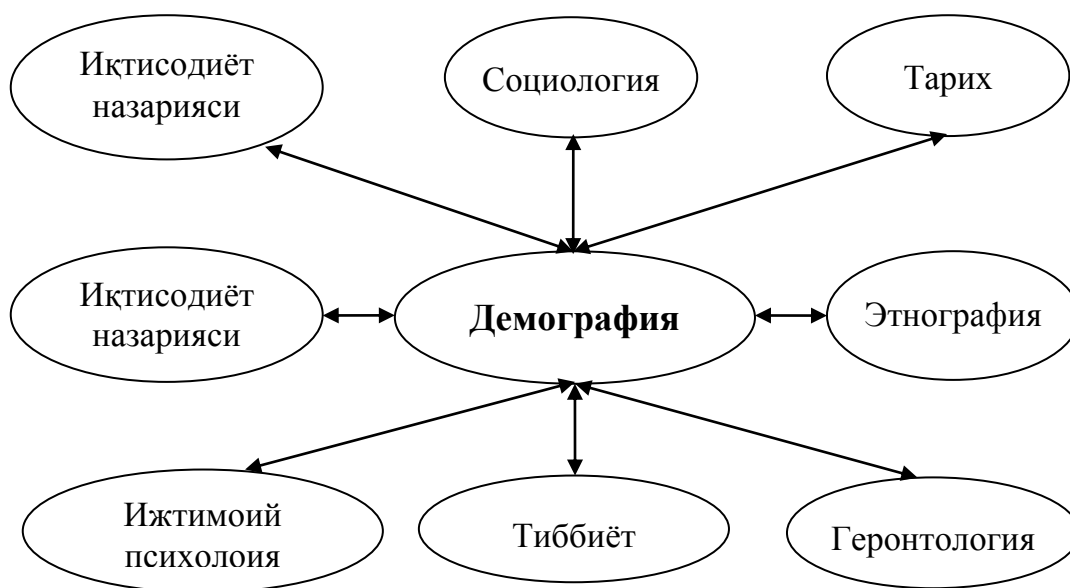 Иқтисодиёт
назарияси
Социология
Тарих
Иқтисодиёт
назарияси
Демография
Этнография
Ижтимоий
психолоия
Тиббиёт
Геронтология